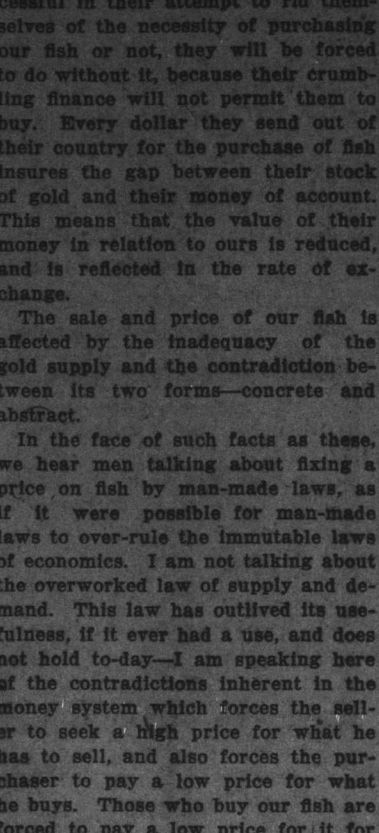 cessful in their attempt to rid them-
selves of the necessity of purchasing
our fish or not, they will be forced
to do without it, because their crumb-
ling finance will not permit them to
buy. Every dollar they send out of
their country for the purchase of fish
insures the gap between their stock
of gold and their money of account.
This means that the value of their
money in relation to ours is reduced,
and is reflected in the rate of ex-
change.
The sale and price of our fish is
affected by the inadequacy of the
gold supply and the contradiction be-
tween its two forms—concrete and
abstract.
In the face of such facts as these,
we hear men talking about fixing a
price on fish by man-made laws, as
if it were possible for man-made
laws to over-rule the immutable laws
of economics. I am not talking about
the overworked law of supply and de-
mand. This law has outlived its use-
fulness, if it ever had a use, and does
not hold to-day—I am speaking here
of the contradictions inherent in the
money system which forces the sell-
er to seek a high price for what he
has to sell, and also forces the pur-
chaser to pay a low price for what
he buys. Those who buy our fish are
forced to pay a low price for it for